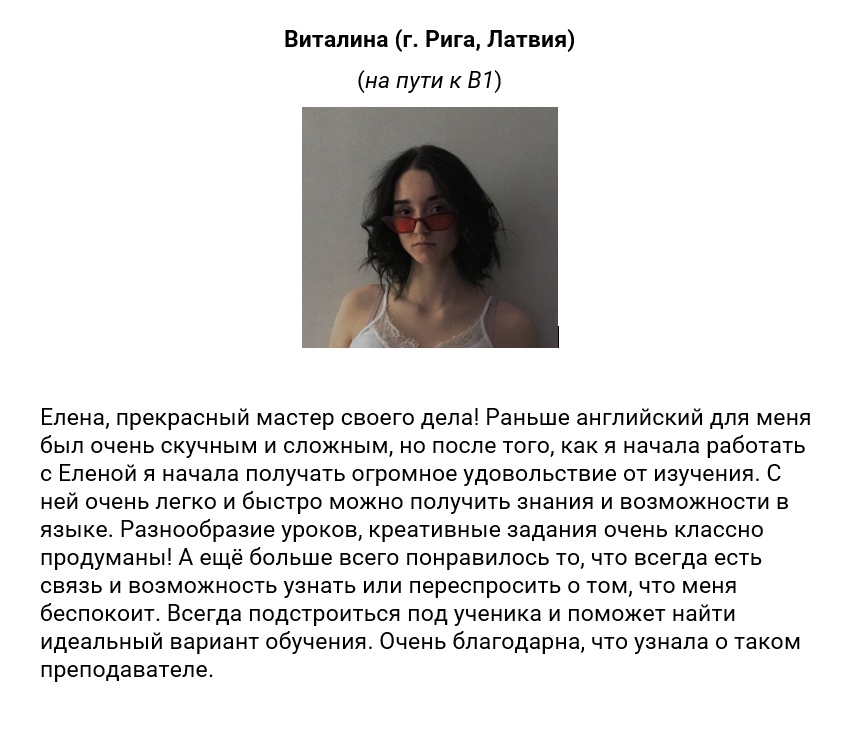 Виталина (г. Рига, Латвия)
(на пути к B1)
Елена, прекрасный мастер своего дела! Раньше английский для меня
был очень скучным и сложным, но после того, как я начала работать
с Еленой я начала получать огромное удовольствие от изучения. С
ней очень легко и быстро можно получить знания и возможности в
языке. Разнообразие уроков, креативные задания очень классно
продуманы! А ещё больше всего понравилось то, что всегда есть
связь и возможность узнать или переспросить о том, что меня
беспокоит. Всегда подстроиться под ученика и поможет найти
идеальный вариант обучения. Очень благодарна, что узнала о таком
преподавателе.